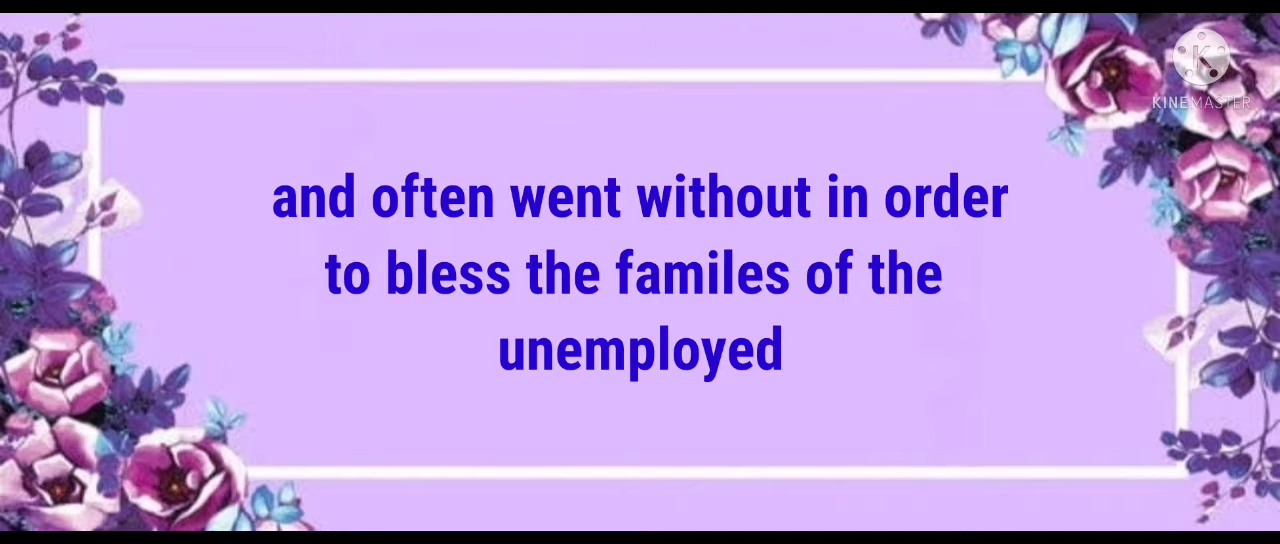 KINEMASTER
and often went without in order
to bless the familes of the
unemployed